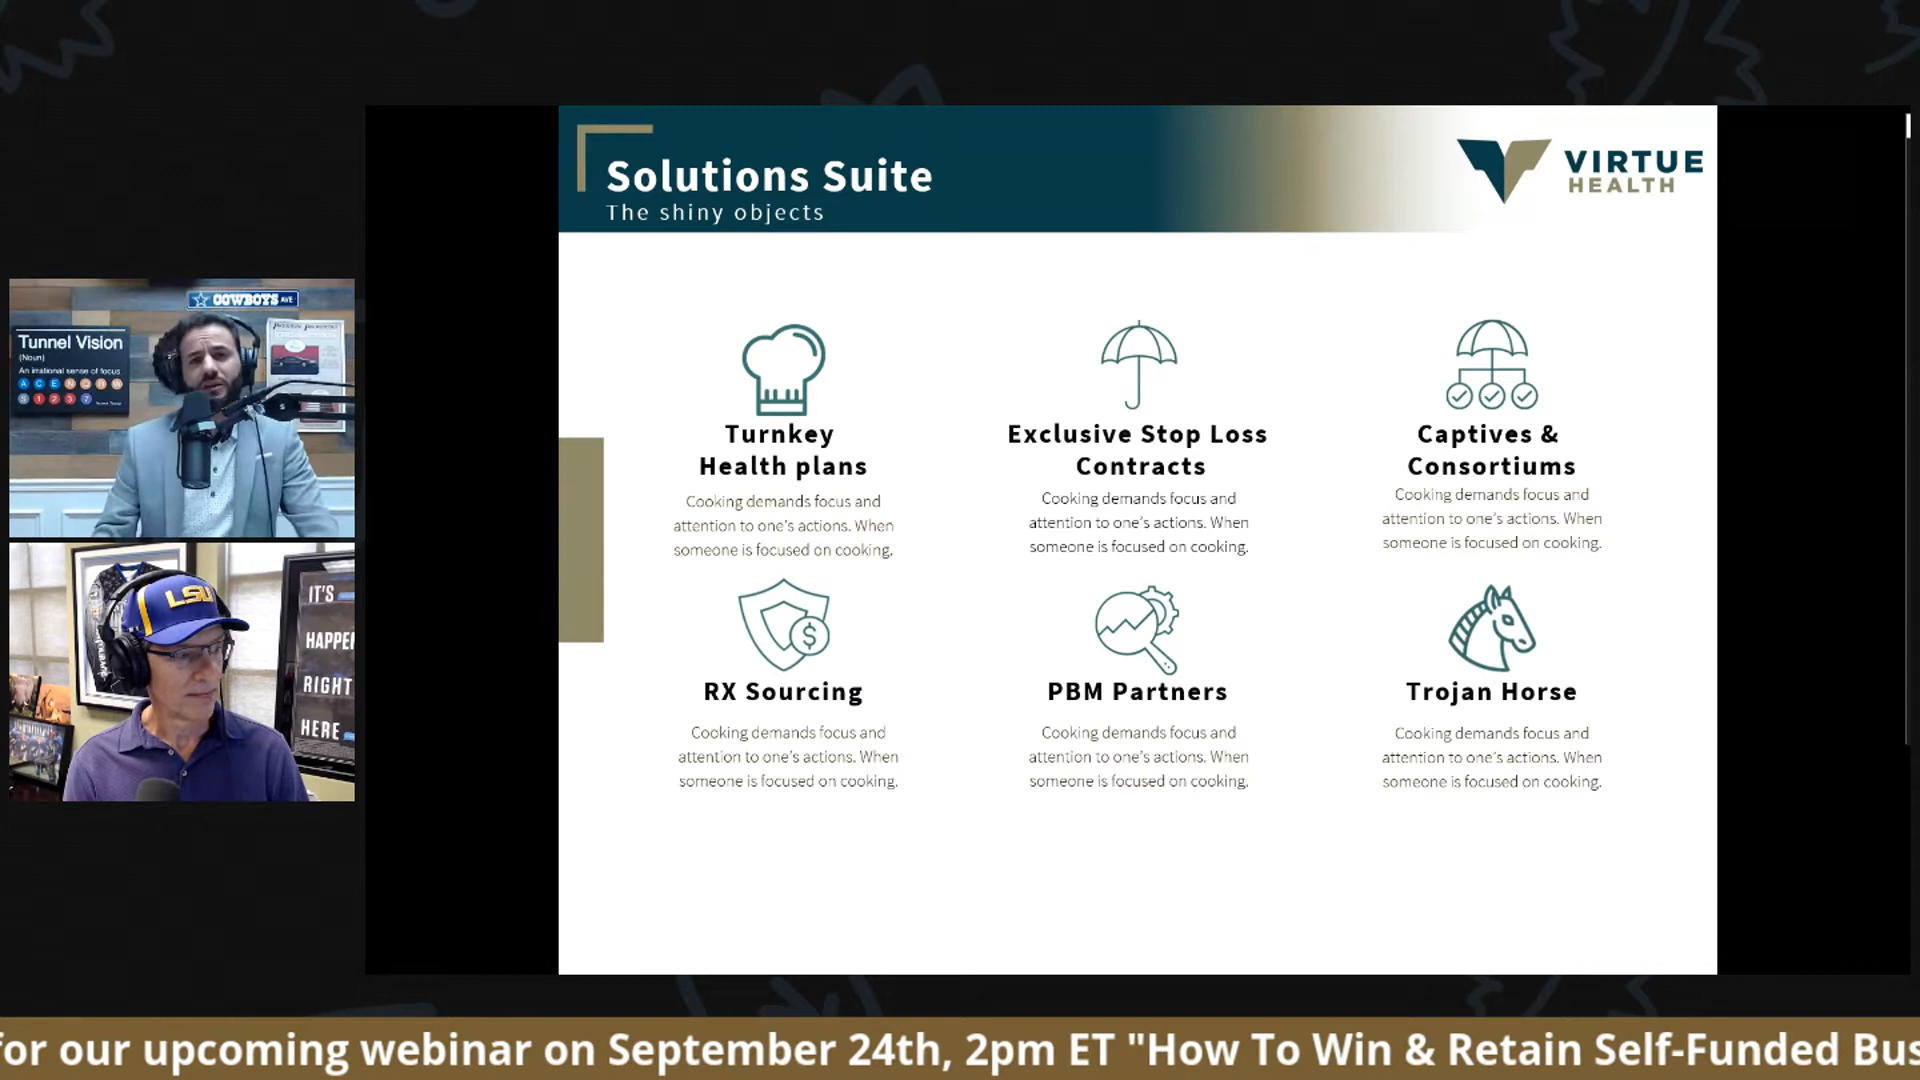 Solutions Suite
The shiny objects
VIRTUE
HEALTH
COWBOYS AVE
Tunnel Vision
(Noun)
An irrational sense of focus
A C E N Q R W
S 1 2 3 7
LSU
IT'S
HAPPE
RIGHT
HERE
Turnkey
Health plans
Cooking demands focus and
attention to one's actions. When
someone is focused on cooking.
Exclusive Stop Loss
Contracts
Cooking demands focus and
attention to one's actions. When
someone is focused on cooking.
Captives &
Consortiums
Cooking demands focus and
attention to one's actions. When
someone is focused on cooking.
RX Sourcing
Cooking demands focus and
attention to one's actions. When
someone is focused on cooking.
PBM Partners
Cooking demands focus and
attention to one's actions. When
someone is focused on cooking.
Trojan Horse
Cooking demands focus and
attention to one's actions. When
someone is focused on cooking.
for our upcoming webinar on September 24th, 2pm ET "How To Win & Retain Self-Funded Bus